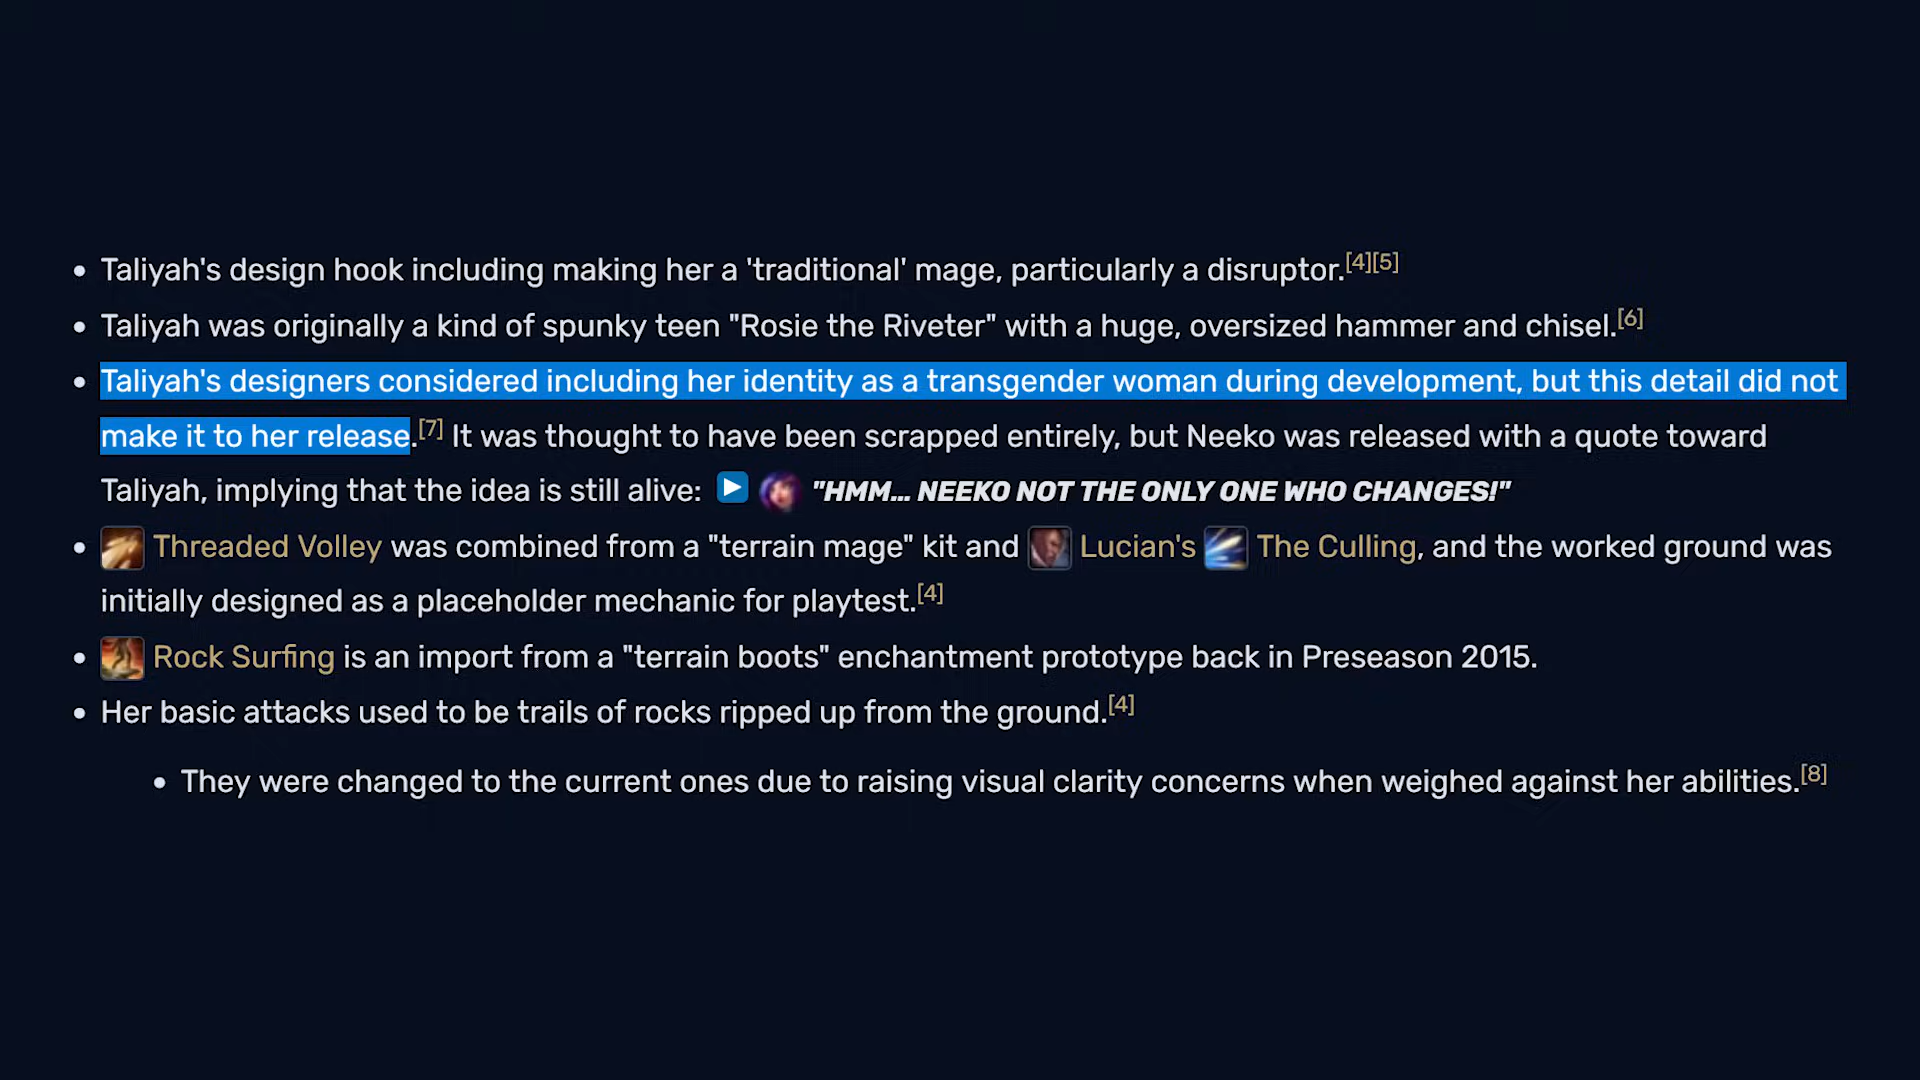 Taliyah's design hook including making her a 'traditional' mage, particularly a disruptor.[4][5]
Taliyah was originally a kind of spunky teen "Rosie the Riveter" with a huge, oversized hammer and chisel.[6]
Taliyah's designers considered including her identity as a transgender woman during development, but this detail did not
make it to her release.[7] It was thought to have been scrapped entirely, but Neeko was released with a quote toward
Taliyah, implying that the idea is still alive: "HMM... NEEKO NOT THE ONLY ONE WHO CHANGES!"
Threaded Volley was combined from a "terrain mage" kit and Lucian's The Culling, and the worked ground was
initially designed as a placeholder mechanic for playtest.[4]
Rock Surfing is an import from a "terrain boots" enchantment prototype back in Preseason 2015.
Her basic attacks used to be trails of rocks ripped up from the ground.[4]
They were changed to the current ones due to raising visual clarity concerns when weighed against her abilities.[8]